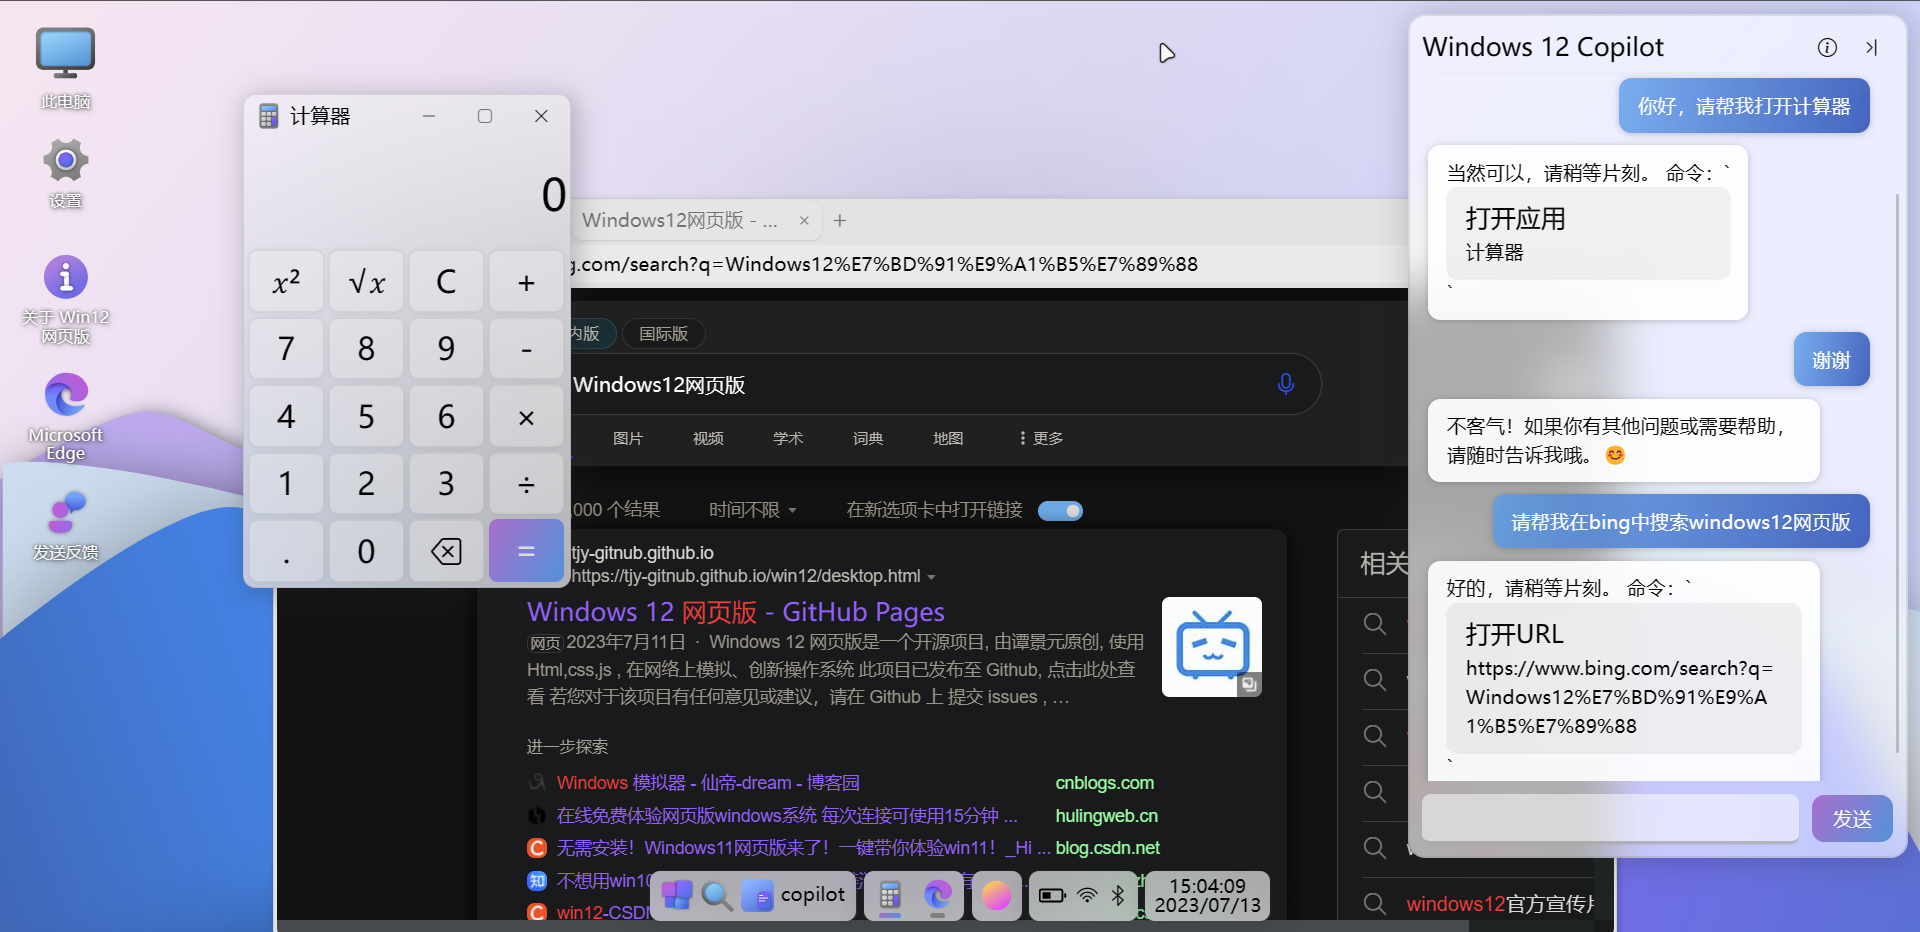 此电脑
设置
关于 Win12
网页版
Microsoft
Edge
发送反馈
计算器
0
x² √x C +
7 8 9 -
4 5 6 ×
1 2 3 ÷
. 0 =
Windows12网页版 - ...
.com/search?q=Windows12%E7%BD%91%E9%A1%B5%E7%89%88
内版 国际版
Windows12网页版
图片 视频 学术 词典 地图 更多
000 个结果 时间不限 在新选项卡中打开链接
tjy-gitnub.github.io
https://tjy-gitnub.github.io/win12/desktop.html
Windows 12 网页版 - GitHub Pages
网页 2023年7月11日 · Windows 12 网页版是一个开源项目, 由谭景元原创, 使用
Html,css,js , 在网络上模拟、创新操作系统 此项目已发布至 Github, 点击此处查
看 若您对于该项目有任何意见或建议，请在 Github 上 提交 issues , …
进一步探索
Windows 模拟器 - 仙帝-dream - 博客园 cnblogs.com
在线免费体验网页版windows系统 每次连接可使用15分钟 ... hulingweb.cn
无需安装！Windows11网页版来了！一键带你体验win11！_Hi ... blog.csdn.net
知 不想用win10
win12-CSDN
相关
windows12官方宣传片
copilot
15:04:09
2023/07/13
Windows 12 Copilot
你好，请帮我打开计算器
当然可以，请稍等片刻。 命令：`
打开应用
计算器
`
谢谢
不客气！如果你有其他问题或需要帮助，
请随时告诉我哦。😊
请帮我在bing中搜索windows12网页版
好的，请稍等片刻。 命令：`
打开URL
https://www.bing.com/search?q=
Windows12%E7%BD%91%E9%A
1%B5%E7%89%88
`
发送